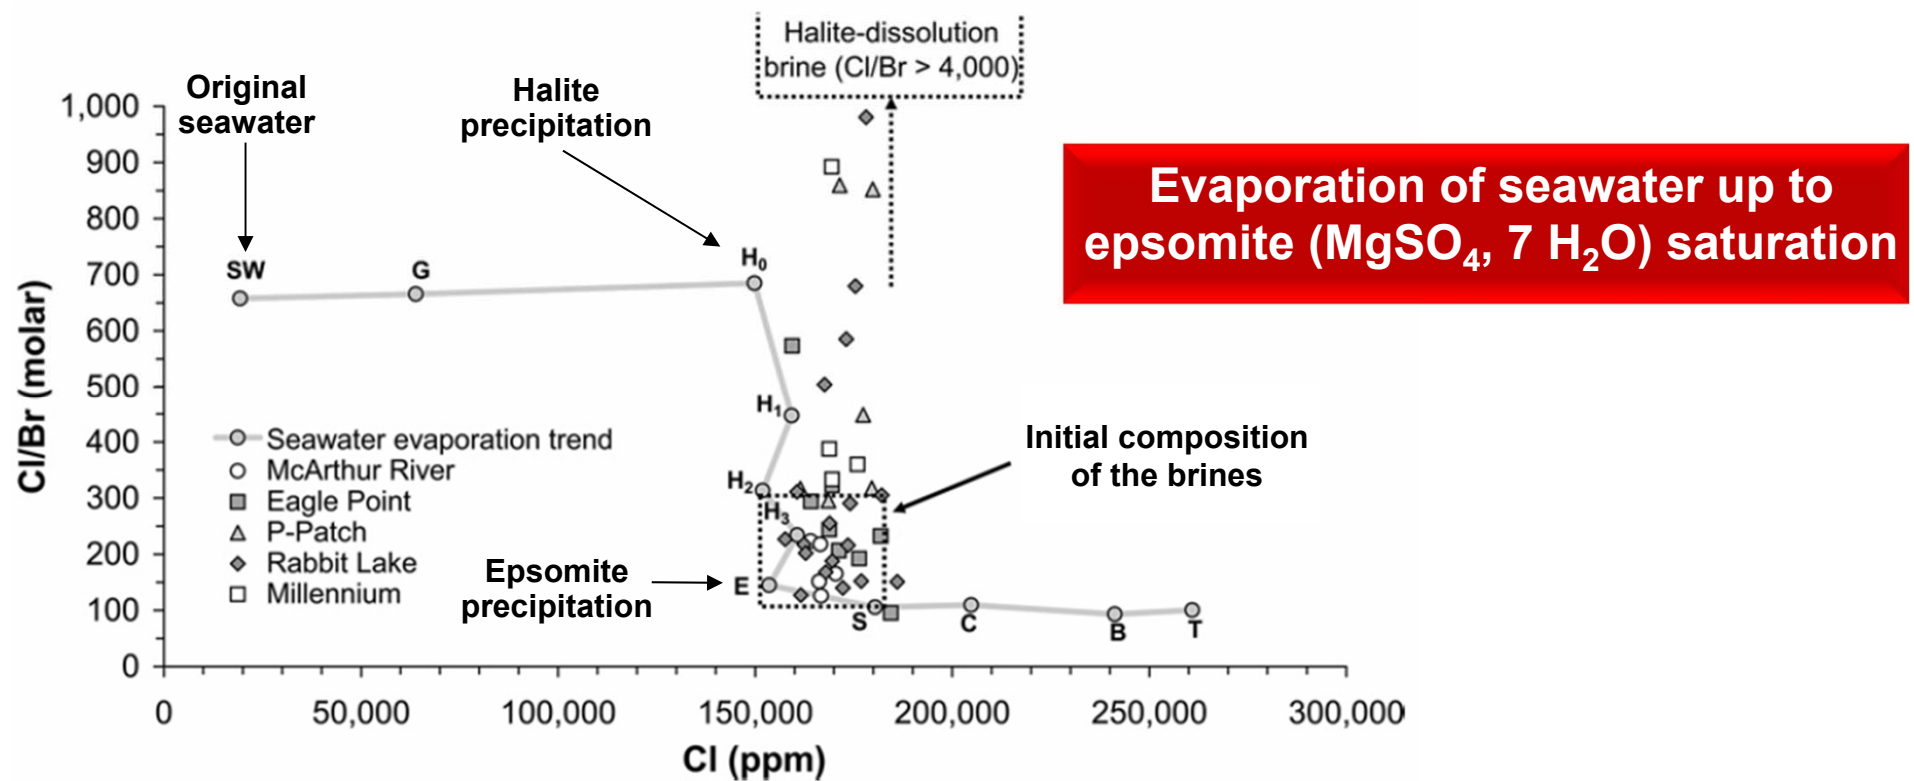 Halite-dissolution
brine (Cl/Br > 4,000)
Original
seawater
Halite
precipitation
Evaporation of seawater up to
epsomite (MgSO₄, 7 H₂O) saturation
1,000
900
800
700
600
500
400
300
200
100
0
Cl/Br (molar)
SW
G
H₀
H₁
H₂
H₃
E
S
C
B
T
Seawater evaporation trend
McArthur River
Eagle Point
P-Patch
Rabbit Lake
Millennium
Initial composition
of the brines
Epsomite
precipitation
0
50,000
100,000
150,000
200,000
250,000
300,000
Cl (ppm)